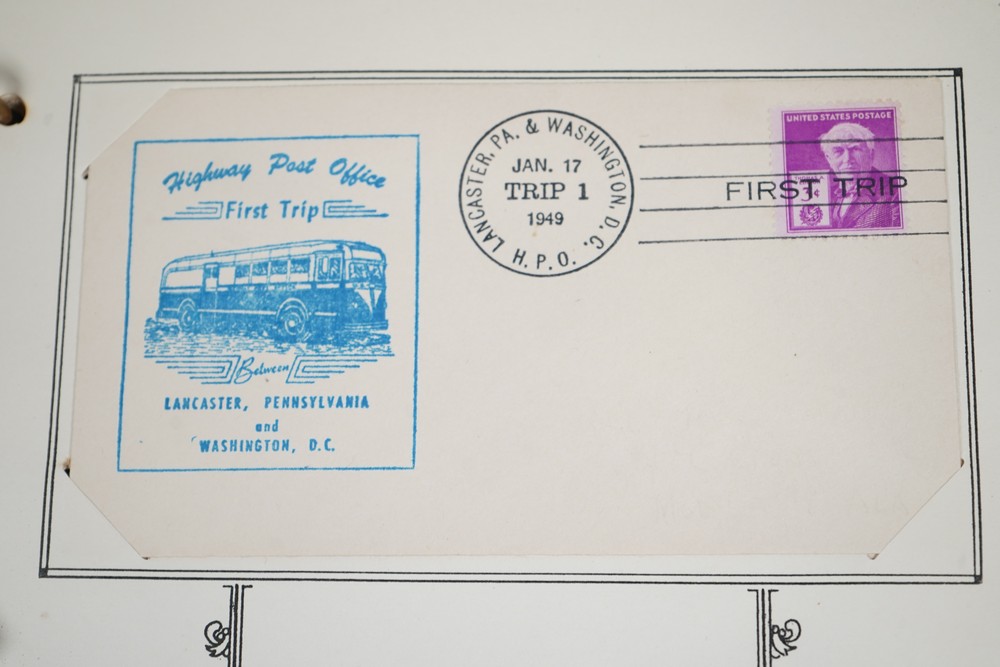 Highway Post Office
First Trip
Between
LANCASTER, PENNSYLVANIA
and
WASHINGTON, D.C.
LANCASTER, PA. & WASHINGTON, D.C.
JAN. 17
TRIP 1
1949
H.P.O.
UNITED STATES POSTAGE
3¢
FIRST TRIP